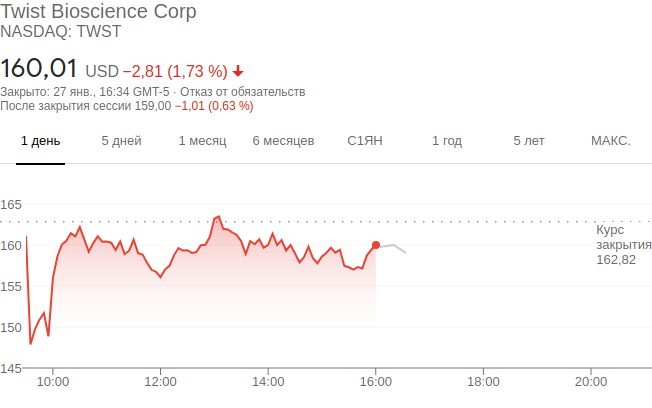 Twist Bioscience Corp
NASDAQ: TWST
160,01 USD −2,81 (1,73 %)
Закрыто: 27 янв., 16:34 GMT-5 · Отказ от обязательств
После закрытия сессии 159,00 −1,01 (0,63 %)
1 день 5 дней 1 месяц 6 месяцев С1ЯН 1 год 5 лет МАКС.
165
Курс
160 закрытия
162,82
155
150
145
10:00 12:00 14:00 16:00 18:00 20:00